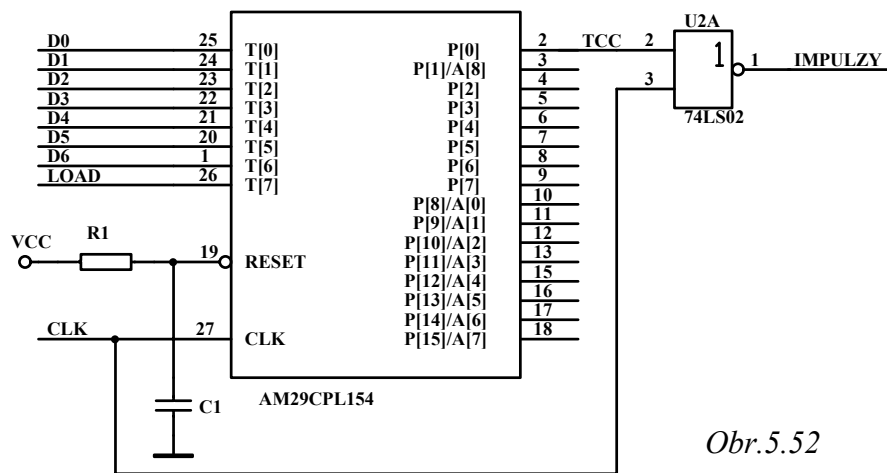 U2A
D0 25 T[0] P[0] 2 TCC 2 1 1 IMPULZY
D1 24 T[1] P[1]/A[8] 3
D2 23 T[2] P[2] 4 3
D3 22 T[3] P[3] 5
D4 21 T[4] P[4] 6 74LS02
D5 20 T[5] P[5] 7
D6 1 T[6] P[6] 8
LOAD 26 T[7] P[7] 9
P[8]/A[0] 10
P[9]/A[1] 11
P[10]/A[2] 12
VCC R1 19 RESET P[11]/A[3] 13
P[12]/A[4] 15
P[13]/A[5] 16
P[14]/A[6] 17
CLK 27 CLK P[15]/A[7] 18
C1 AM29CPL154
Obr.5.52